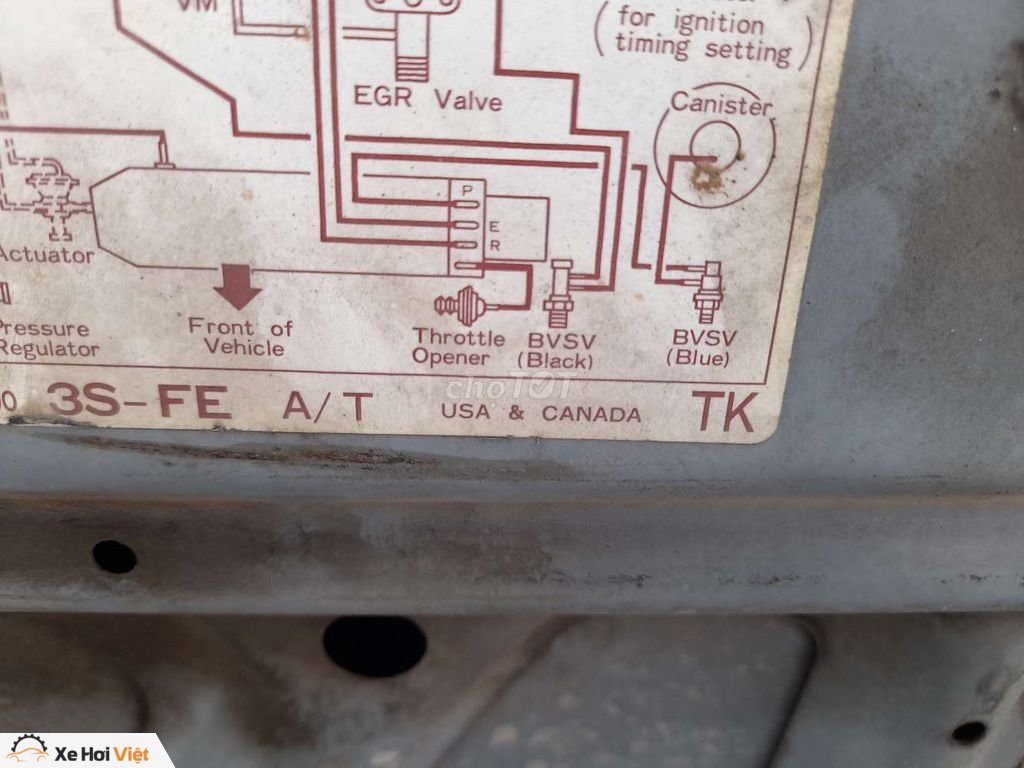 VM
for ignition
timing setting)
EGR Valve
Canister
P
E
R
Actuator
Front of
Vehicle
Pressure
Regulator
Throttle
Opener
BVSV
(Black)
BVSV
(Blue)
3S-FE A/T USA & CANADA TK
choTOT
Xe Hơi Việt